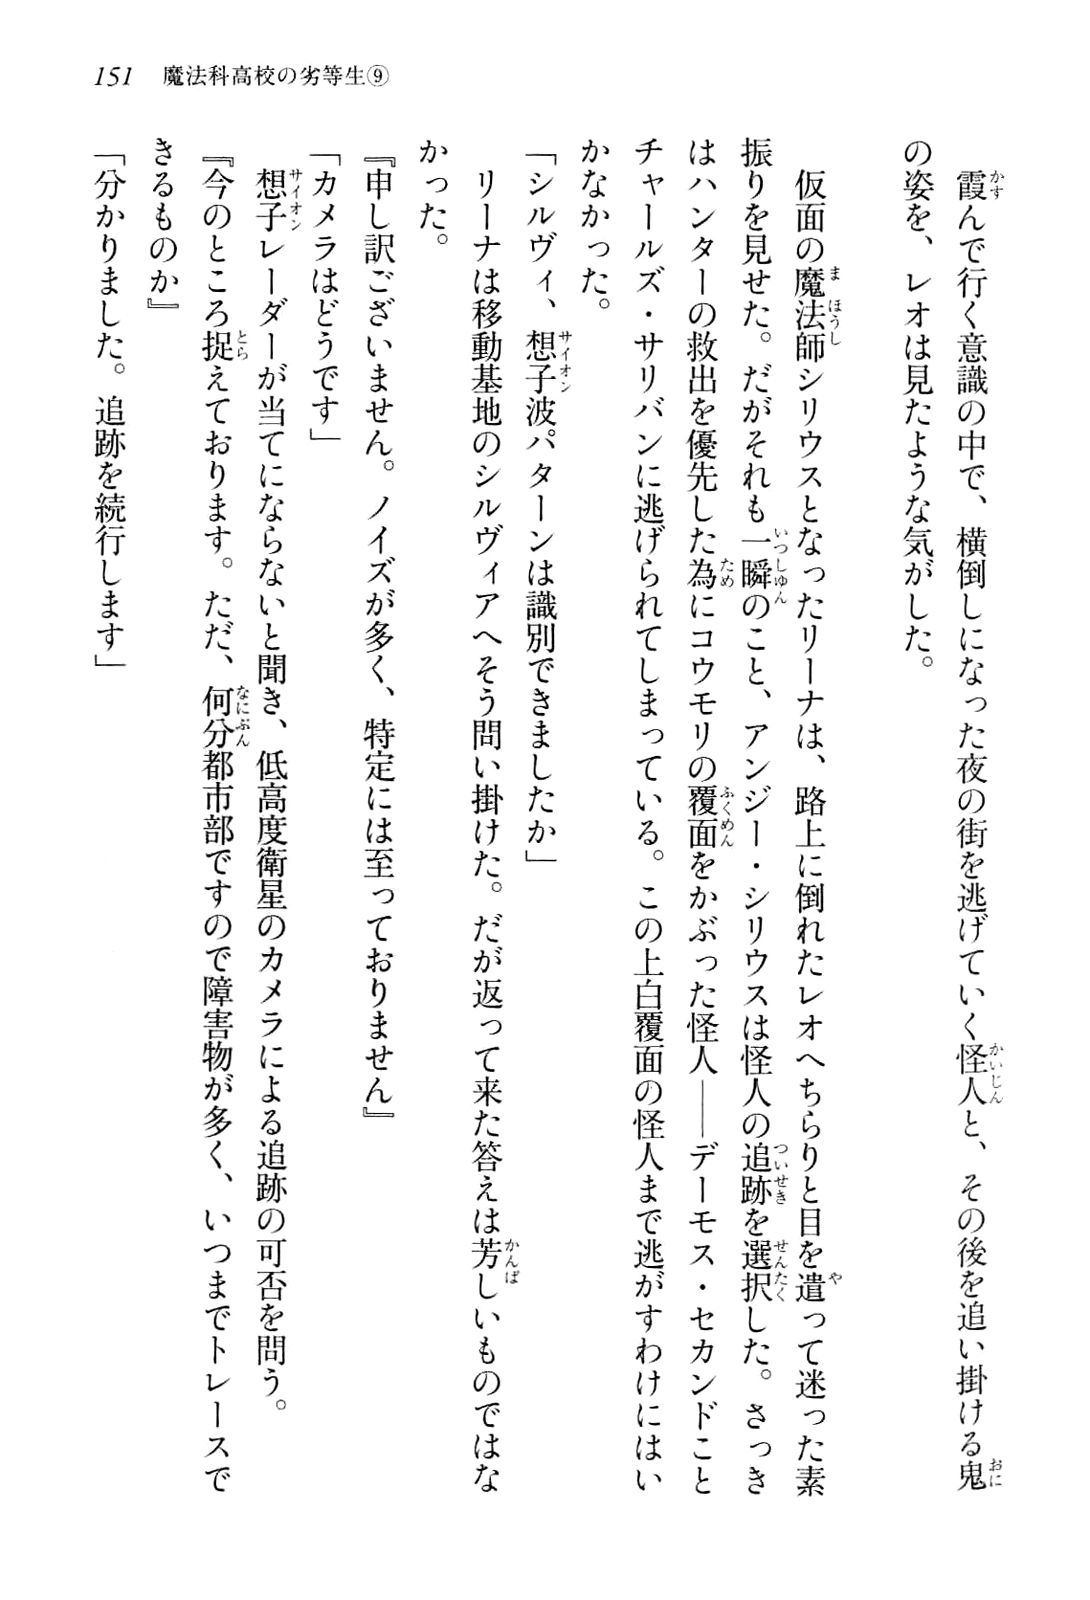 151 魔法科高校の劣等生⑨
霞んで行く意識の中で、横倒しになった夜の街を逃げていく怪人と、その後を追い掛ける鬼
の姿を、レオは見たような気がした。
仮面の魔法師シリウスとなったリーナは、路上に倒れたレオへちらりと目を遣って迷った素
振りを見せた。だがそれも一瞬のこと、アンジー・シリウスは怪人の追跡を選択した。さっき
はハンターの救出を優先した為にコウモリの覆面をかぶった怪人――デーモス・セカンドこと
チャールズ・サリバンに逃げられてしまっている。この上白覆面の怪人まで逃がすわけにはい
かなかった。
「シルヴィ、想子波パターンは識別できましたか」
リーナは移動基地のシルヴィアへそう問い掛けた。だが返って来た答えは芳しいものではな
かった。
『申し訳ございません。ノイズが多く、特定には至っておりません』
「カメラはどうです」
想子レーダーが当てにならないと聞き、低高度衛星のカメラによる追跡の可否を問う。
『今のところ捉えております。ただ、何分都市部ですので障害物が多く、いつまでトレースで
きるものか』
「分かりました。追跡を続行します」